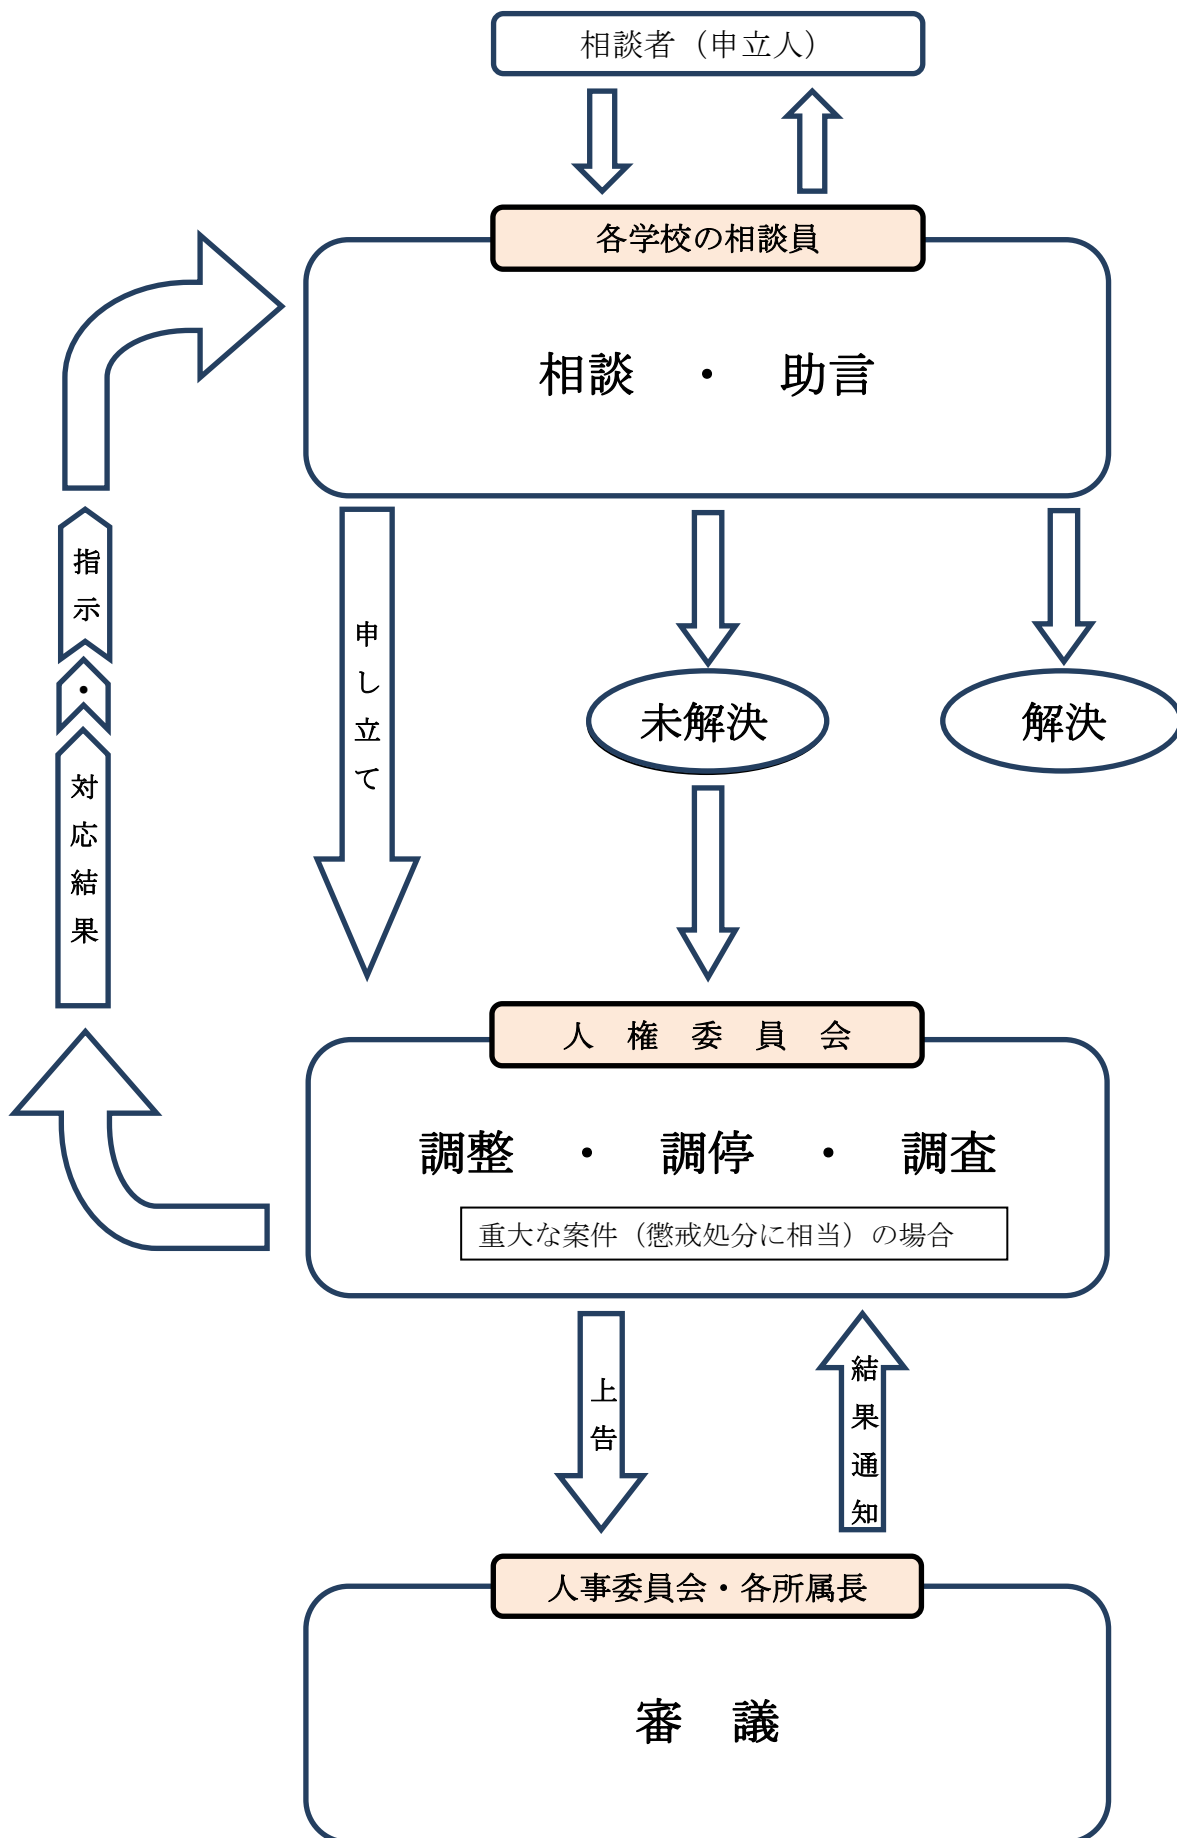 相談者（申立人）
各学校の相談員
相談　・　助言
指示
・
対応結果
申し立て
未解決
解決
人　権　委　員　会
調整　・　調停　・　調査
重大な案件（懲戒処分に相当）の場合
上告
結果通知
人事委員会・各所属長
審　議